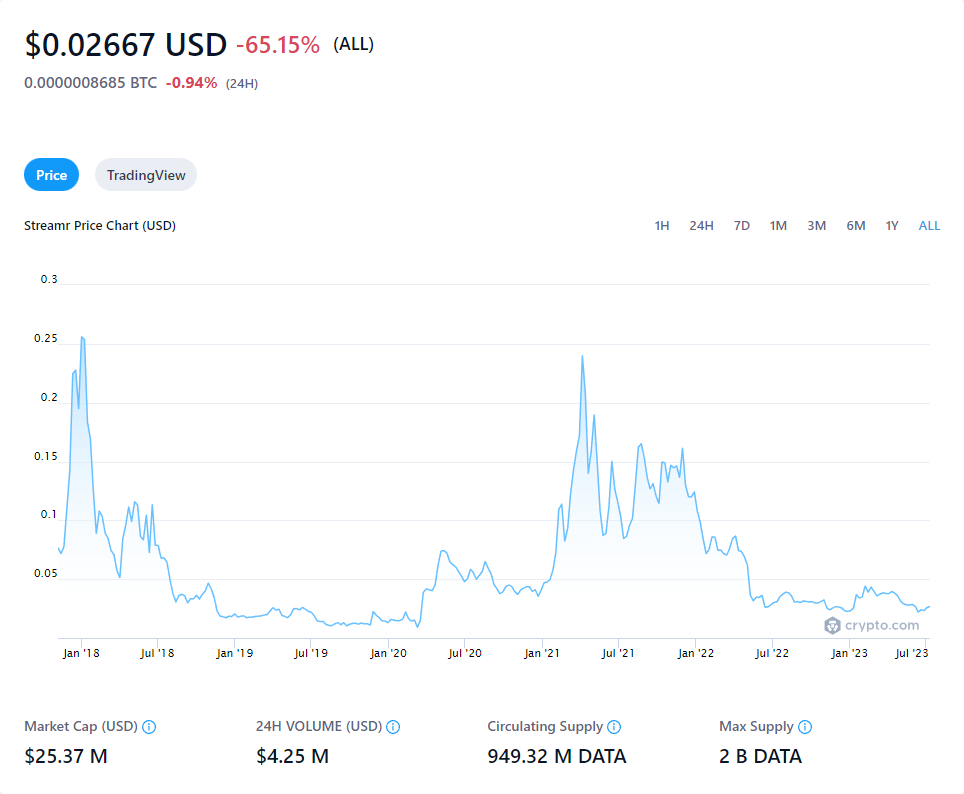 $0.02667 USD -65.15% (ALL)
0.0000008685 BTC -0.94% (24H)
Price TradingView
Streamr Price Chart (USD) 1H 24H 7D 1M 3M 6M 1Y ALL
0.3
0.25
0.2
0.15
0.1
0.05
crypto.com
Jan '18 Jul '18 Jan '19 Jul '19 Jan '20 Jul '20 Jan '21 Jul '21 Jan '22 Jul '22 Jan '23 Jul '23
Market Cap (USD) 24H VOLUME (USD) Circulating Supply Max Supply
$25.37 M $4.25 M 949.32 M DATA 2 B DATA